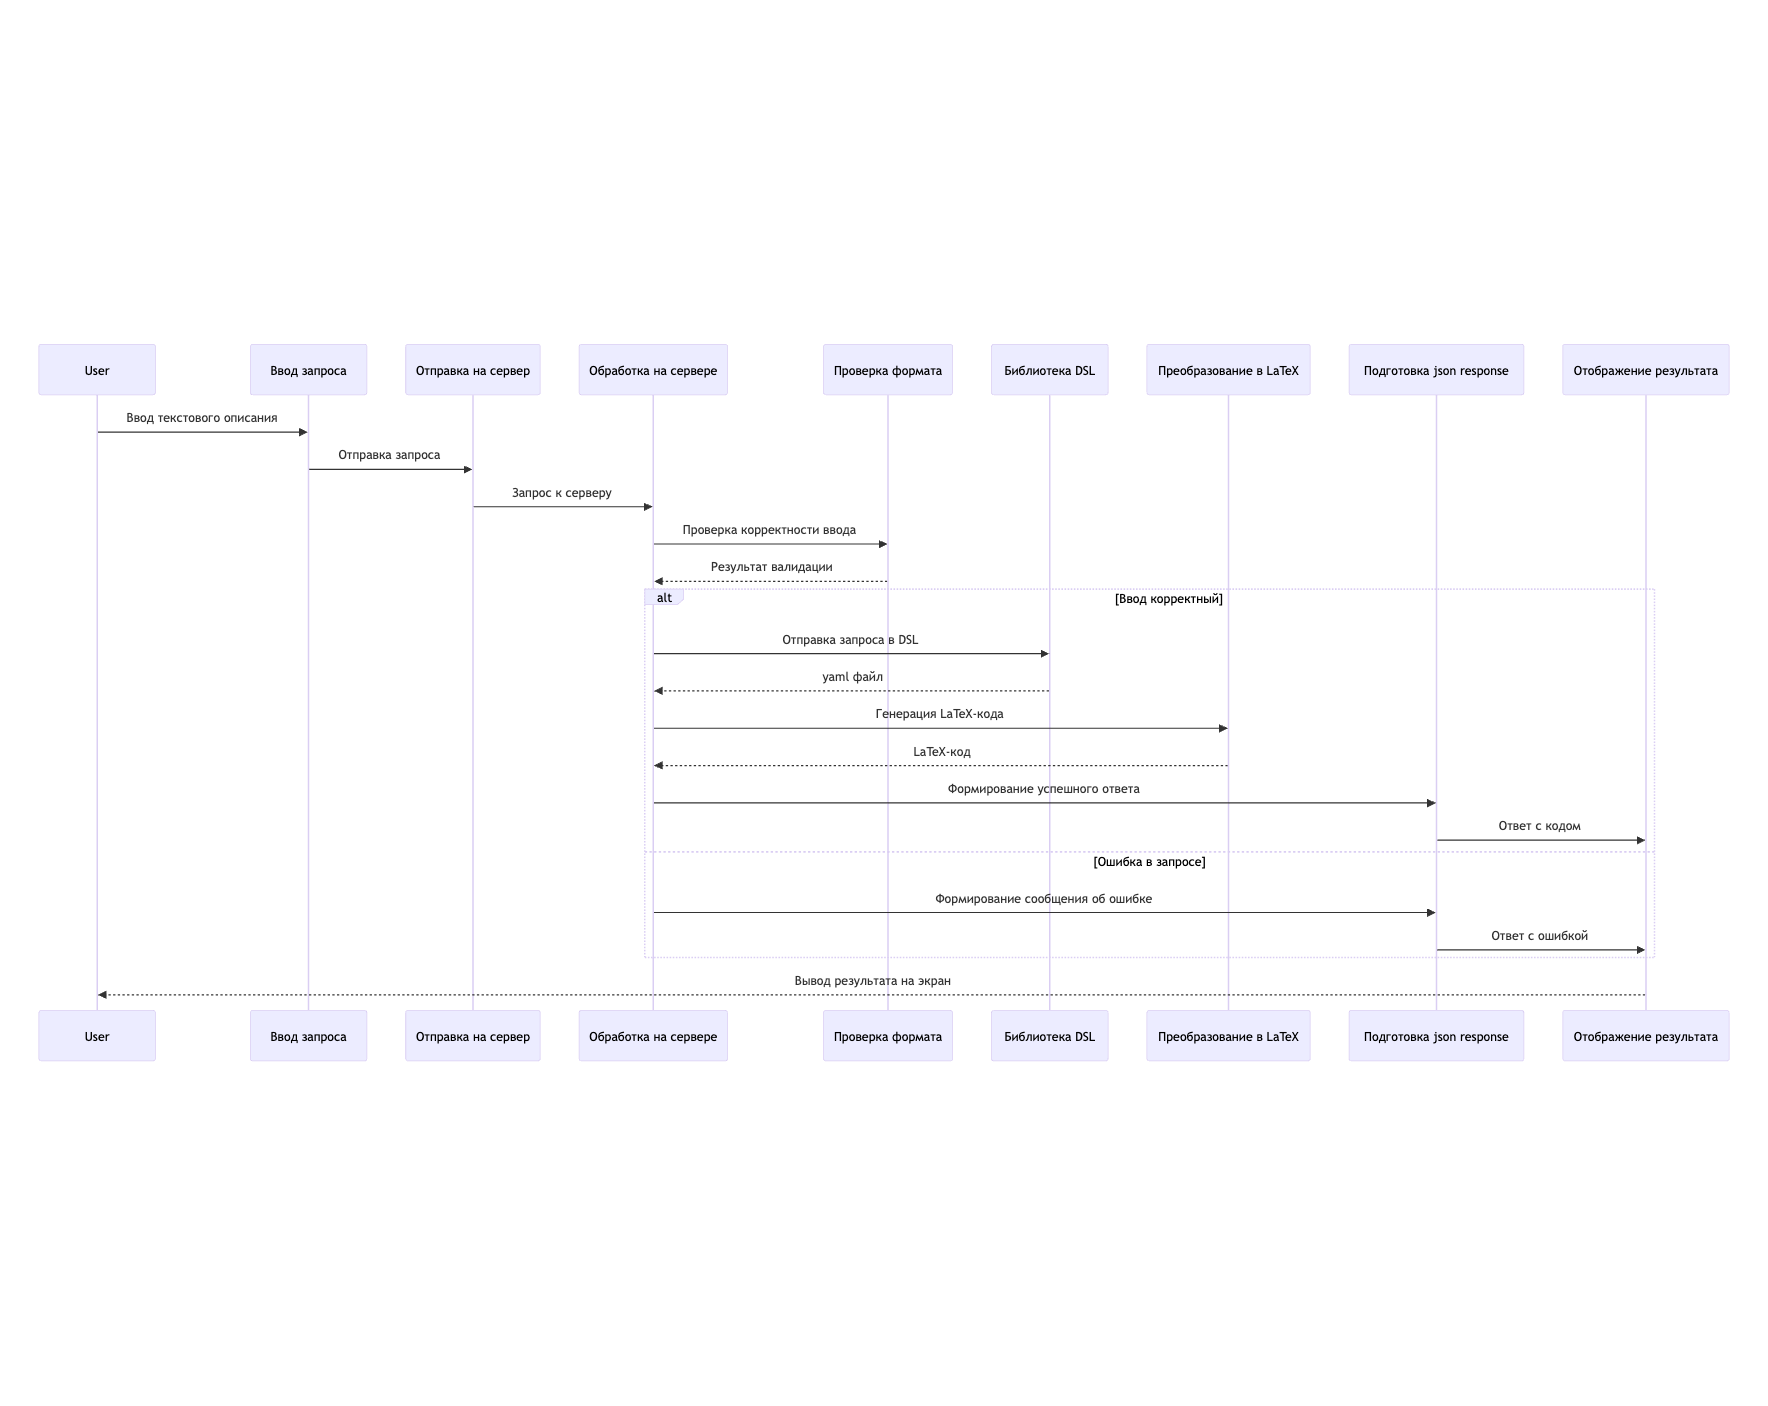 User
Ввод запроса
Отправка на сервер
Обработка на сервере
Проверка формата
Библиотека DSL
Преобразование в LaTeX
Подготовка json response
Отображение результата
Ввод текстового описания
Отправка запроса
Запрос к серверу
Проверка корректности ввода
Результат валидации
alt
[Ввод корректный]
Отправка запроса в DSL
yaml файл
Генерация LaTeX-кода
LaTeX-код
Формирование успешного ответа
Ответ с кодом
[Ошибка в запросе]
Формирование сообщения об ошибке
Ответ с ошибкой
Вывод результата на экран
User
Ввод запроса
Отправка на сервер
Обработка на сервере
Проверка формата
Библиотека DSL
Преобразование в LaTeX
Подготовка json response
Отображение результата